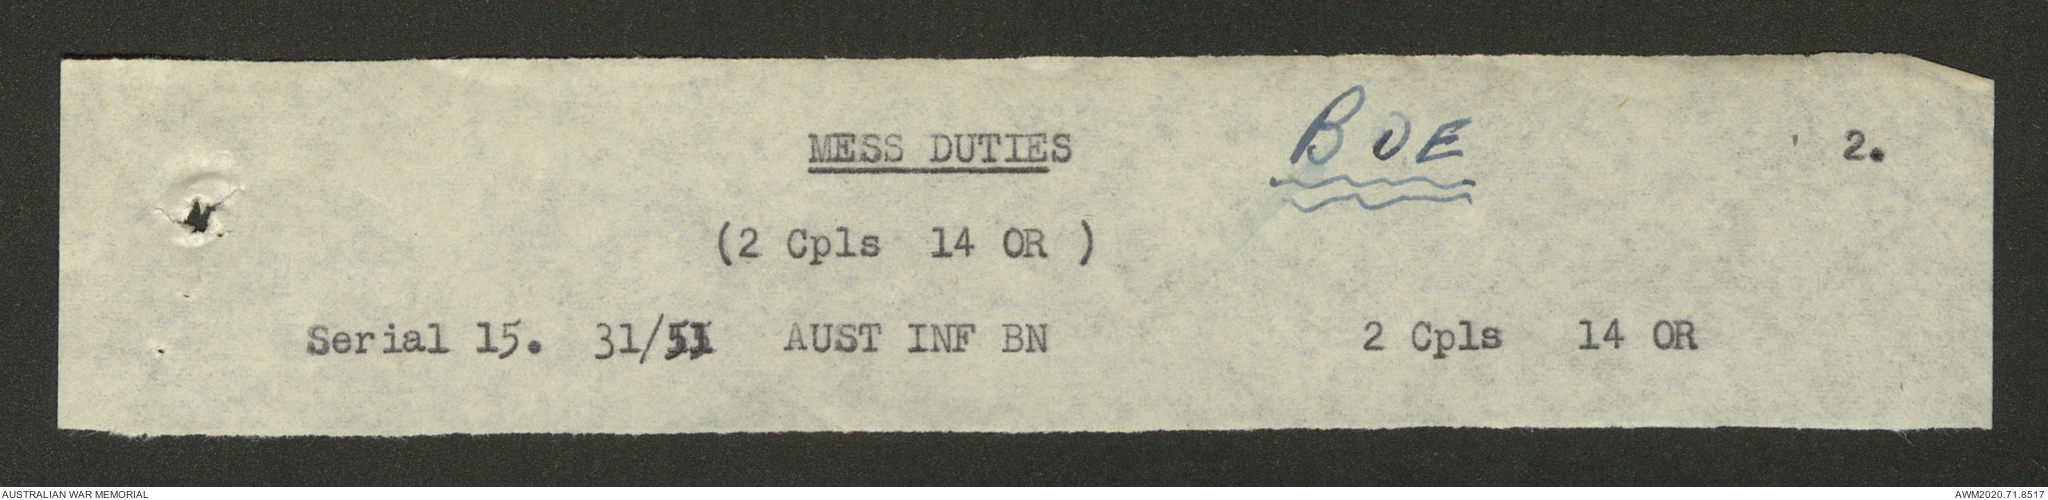 MESS DUTIES BOE 2.
(2 Cpls 14 OR )
Serial 15. 31/51 AUST INF BN 2 Cpls 14 OR
AUSTRALIAN WAR MEMORIAL AWM2020.71.8517